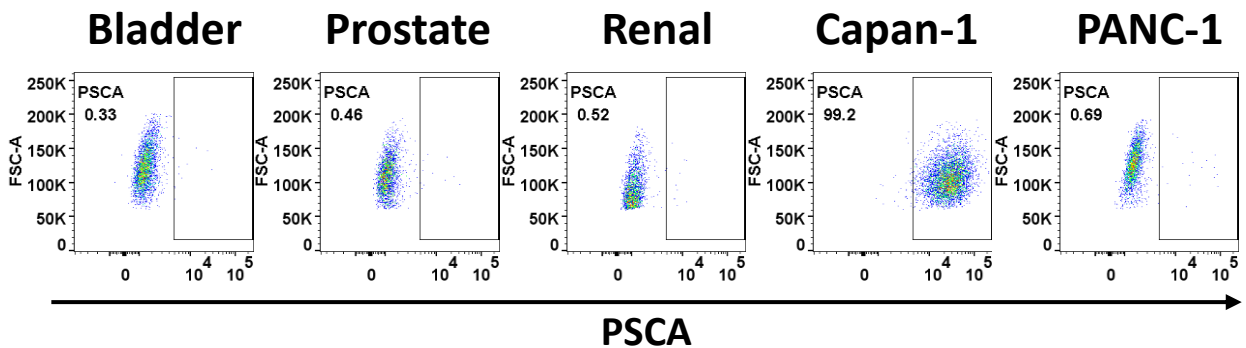 Bladder Prostate Renal Capan-1 PANC-1
250K 250K 250K 250K 250K
PSCA PSCA PSCA PSCA PSCA
0.33 0.46 0.52 99.2 0.69
200K 200K 200K 200K 200K
150K 150K 150K 150K 150K
FSC-A FSC-A FSC-A FSC-A FSC-A
100K 100K 100K 100K 100K
50K 50K 50K 50K 50K
0 0 0 0 0
0 10^4 10^5 0 10^4 10^5 0 10^4 10^5 0 10^4 10^5 0 10^4 10^5
PSCA